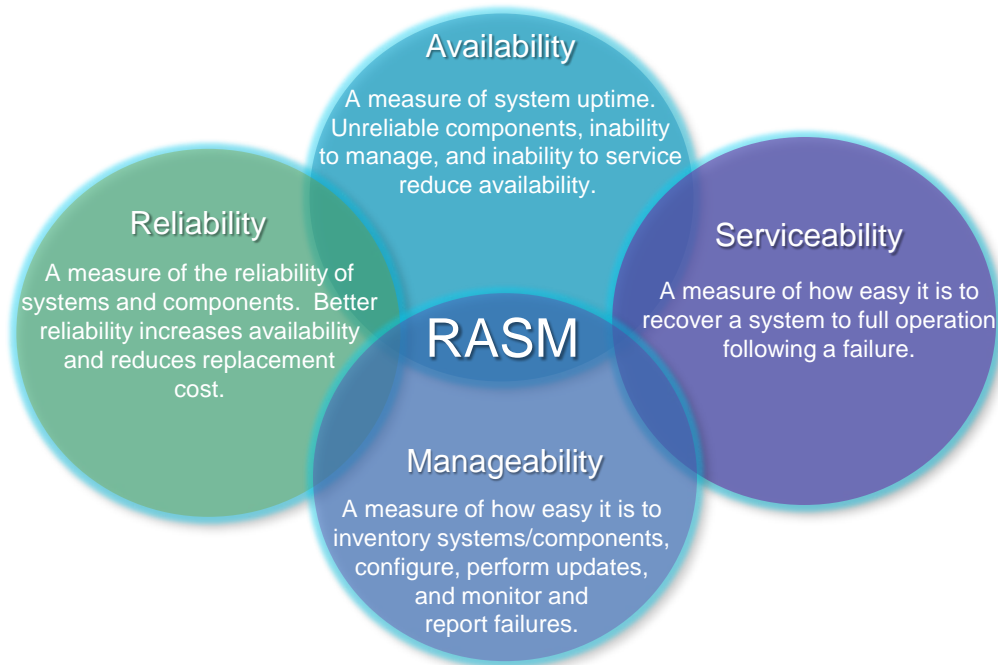 Availability
A measure of system uptime.
Unreliable components, inability
to manage, and inability to service
reduce availability.
Reliability
A measure of the reliability of
systems and components.  Better
reliability increases availability
and reduces replacement
cost.
Serviceability
A measure of how easy it is to
recover a system to full operation
following a failure.
RASM
Manageability
A measure of how easy it is to
inventory systems/components,
configure, perform updates,
and monitor and
report failures.